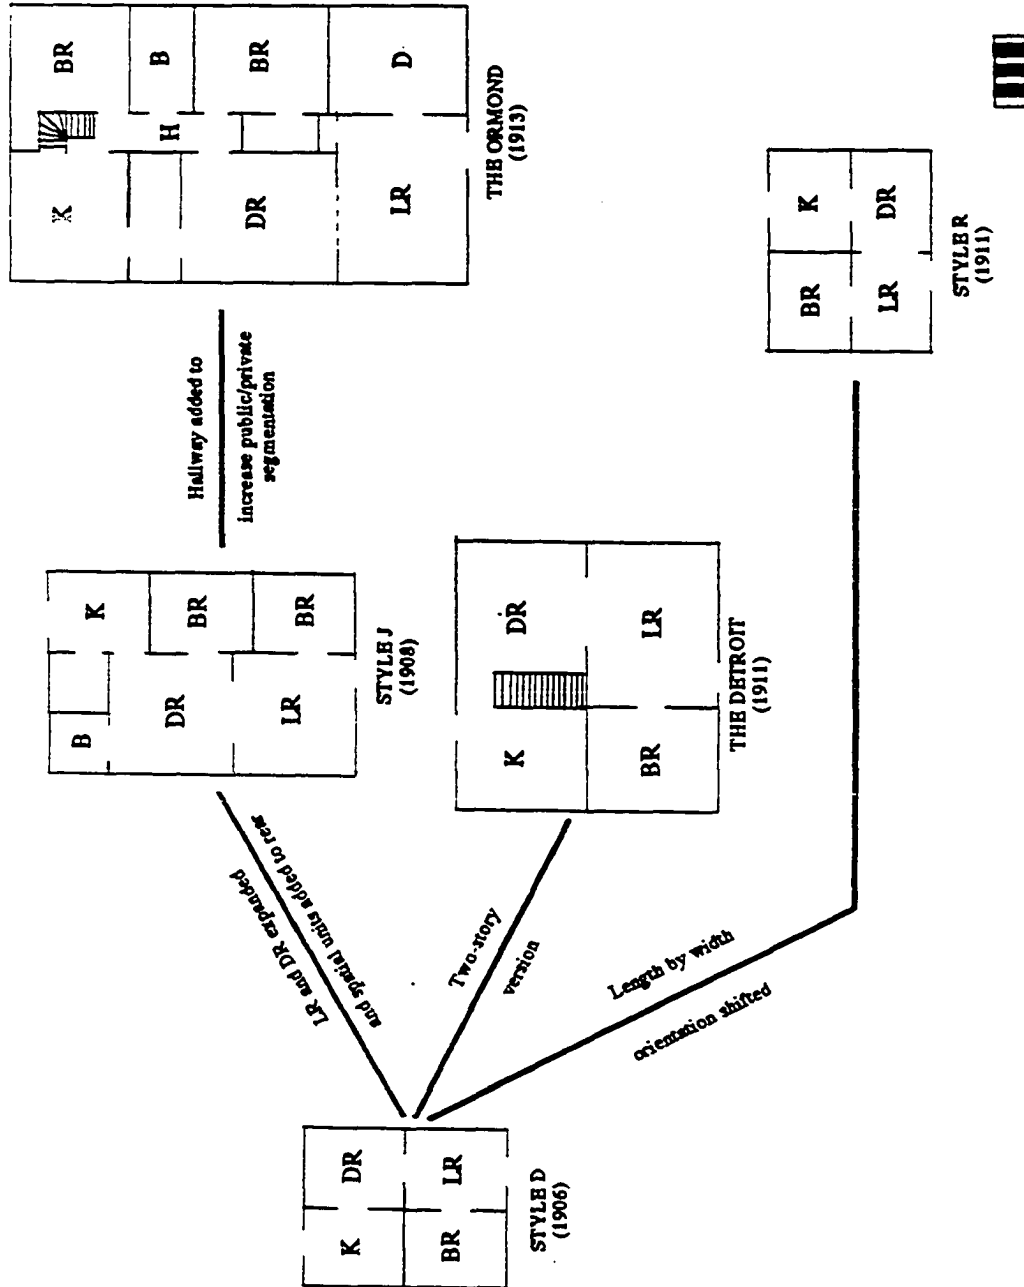 K
DR
BR
LR
STYLE D
(1906)
LR and DR expanded
and spatial units added to rear
Two-story
version
Length by width
orientation shifted
B
K
DR
BR
LR
BR
STYLE J
(1908)
K
DR
BR
LR
THE DETROIT
(1911)
Hallway added to
increase public/private
segmentation
K
BR
H
B
DR
BR
LR
D
THE ORMOND
(1913)
BR
K
LR
DR
STYLE R
(1911)